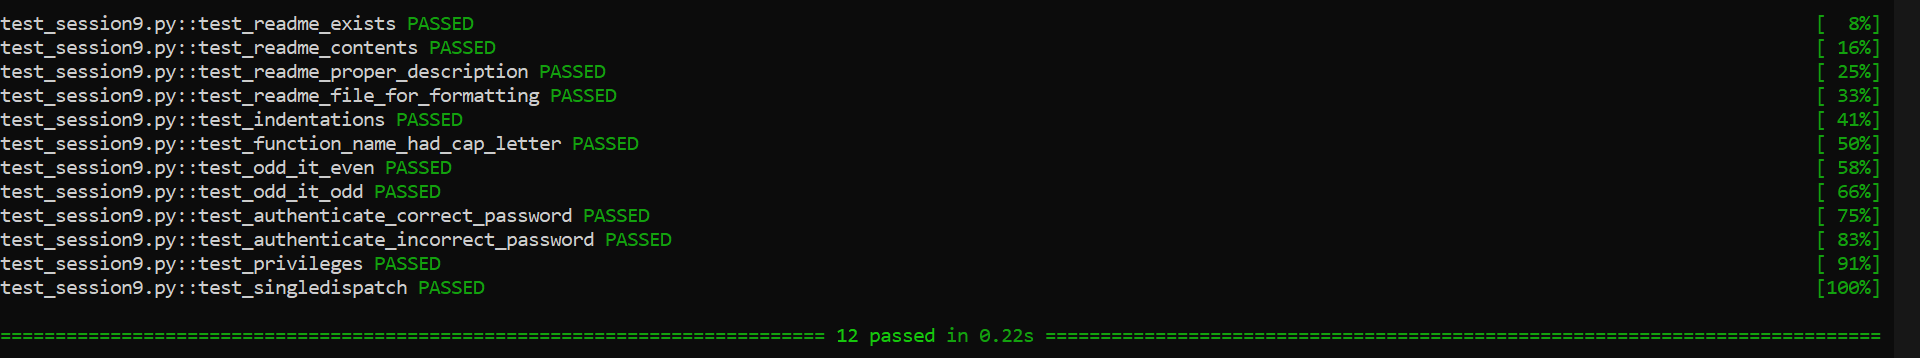 test_session9.py::test_readme_exists PASSED [  8%]
test_session9.py::test_readme_contents PASSED [ 16%]
test_session9.py::test_readme_proper_description PASSED [ 25%]
test_session9.py::test_readme_file_for_formatting PASSED [ 33%]
test_session9.py::test_indentations PASSED [ 41%]
test_session9.py::test_function_name_had_cap_letter PASSED [ 50%]
test_session9.py::test_odd_it_even PASSED [ 58%]
test_session9.py::test_odd_it_odd PASSED [ 66%]
test_session9.py::test_authenticate_correct_password PASSED [ 75%]
test_session9.py::test_authenticate_incorrect_password PASSED [ 83%]
test_session9.py::test_privileges PASSED [ 91%]
test_session9.py::test_singledispatch PASSED [100%]
=========================================================================== 12 passed in 0.22s ============================================================================